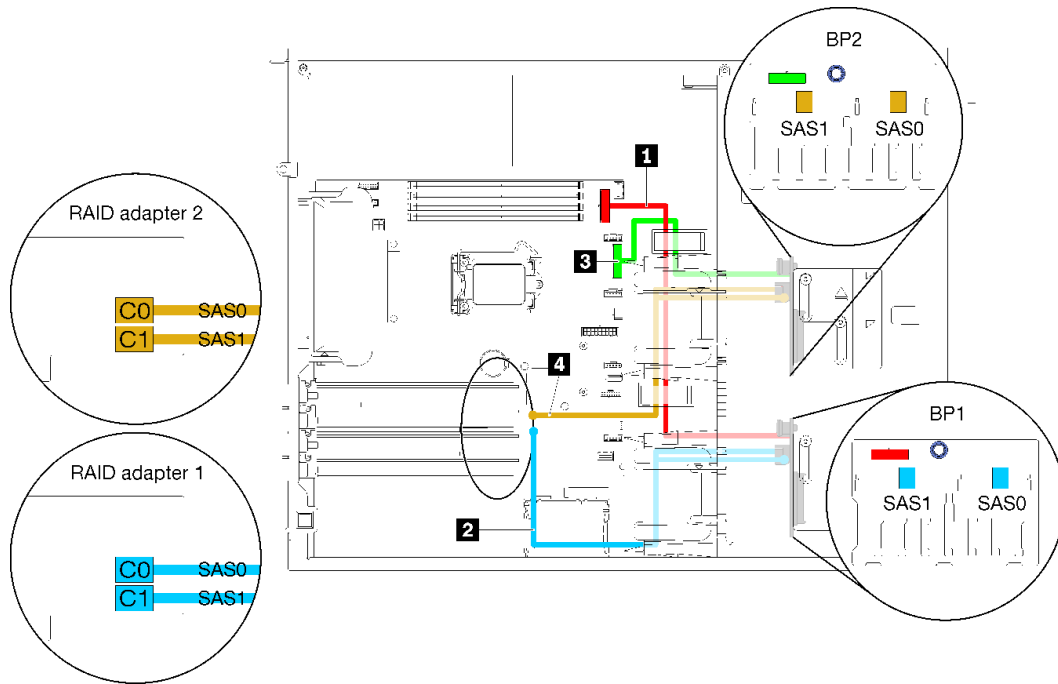 BP2
SAS1
SAS0
1
RAID adapter 2
3
C0
SAS0
C1
SAS1
4
BP1
RAID adapter 1
SAS1
SAS0
2
C0
SAS0
C1
SAS1